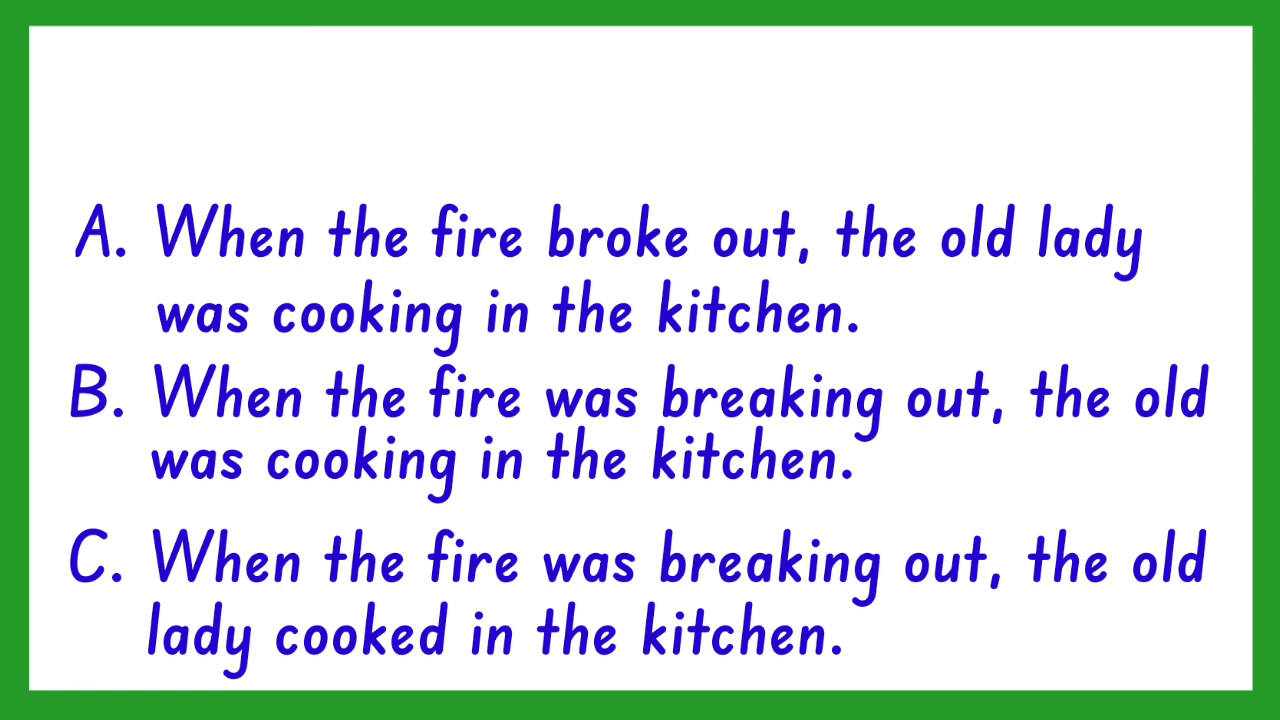 A. When the fire broke out, the old lady
was cooking in the kitchen.
B. When the fire was breaking out, the old
was cooking in the kitchen.
C. When the fire was breaking out, the old
lady cooked in the kitchen.